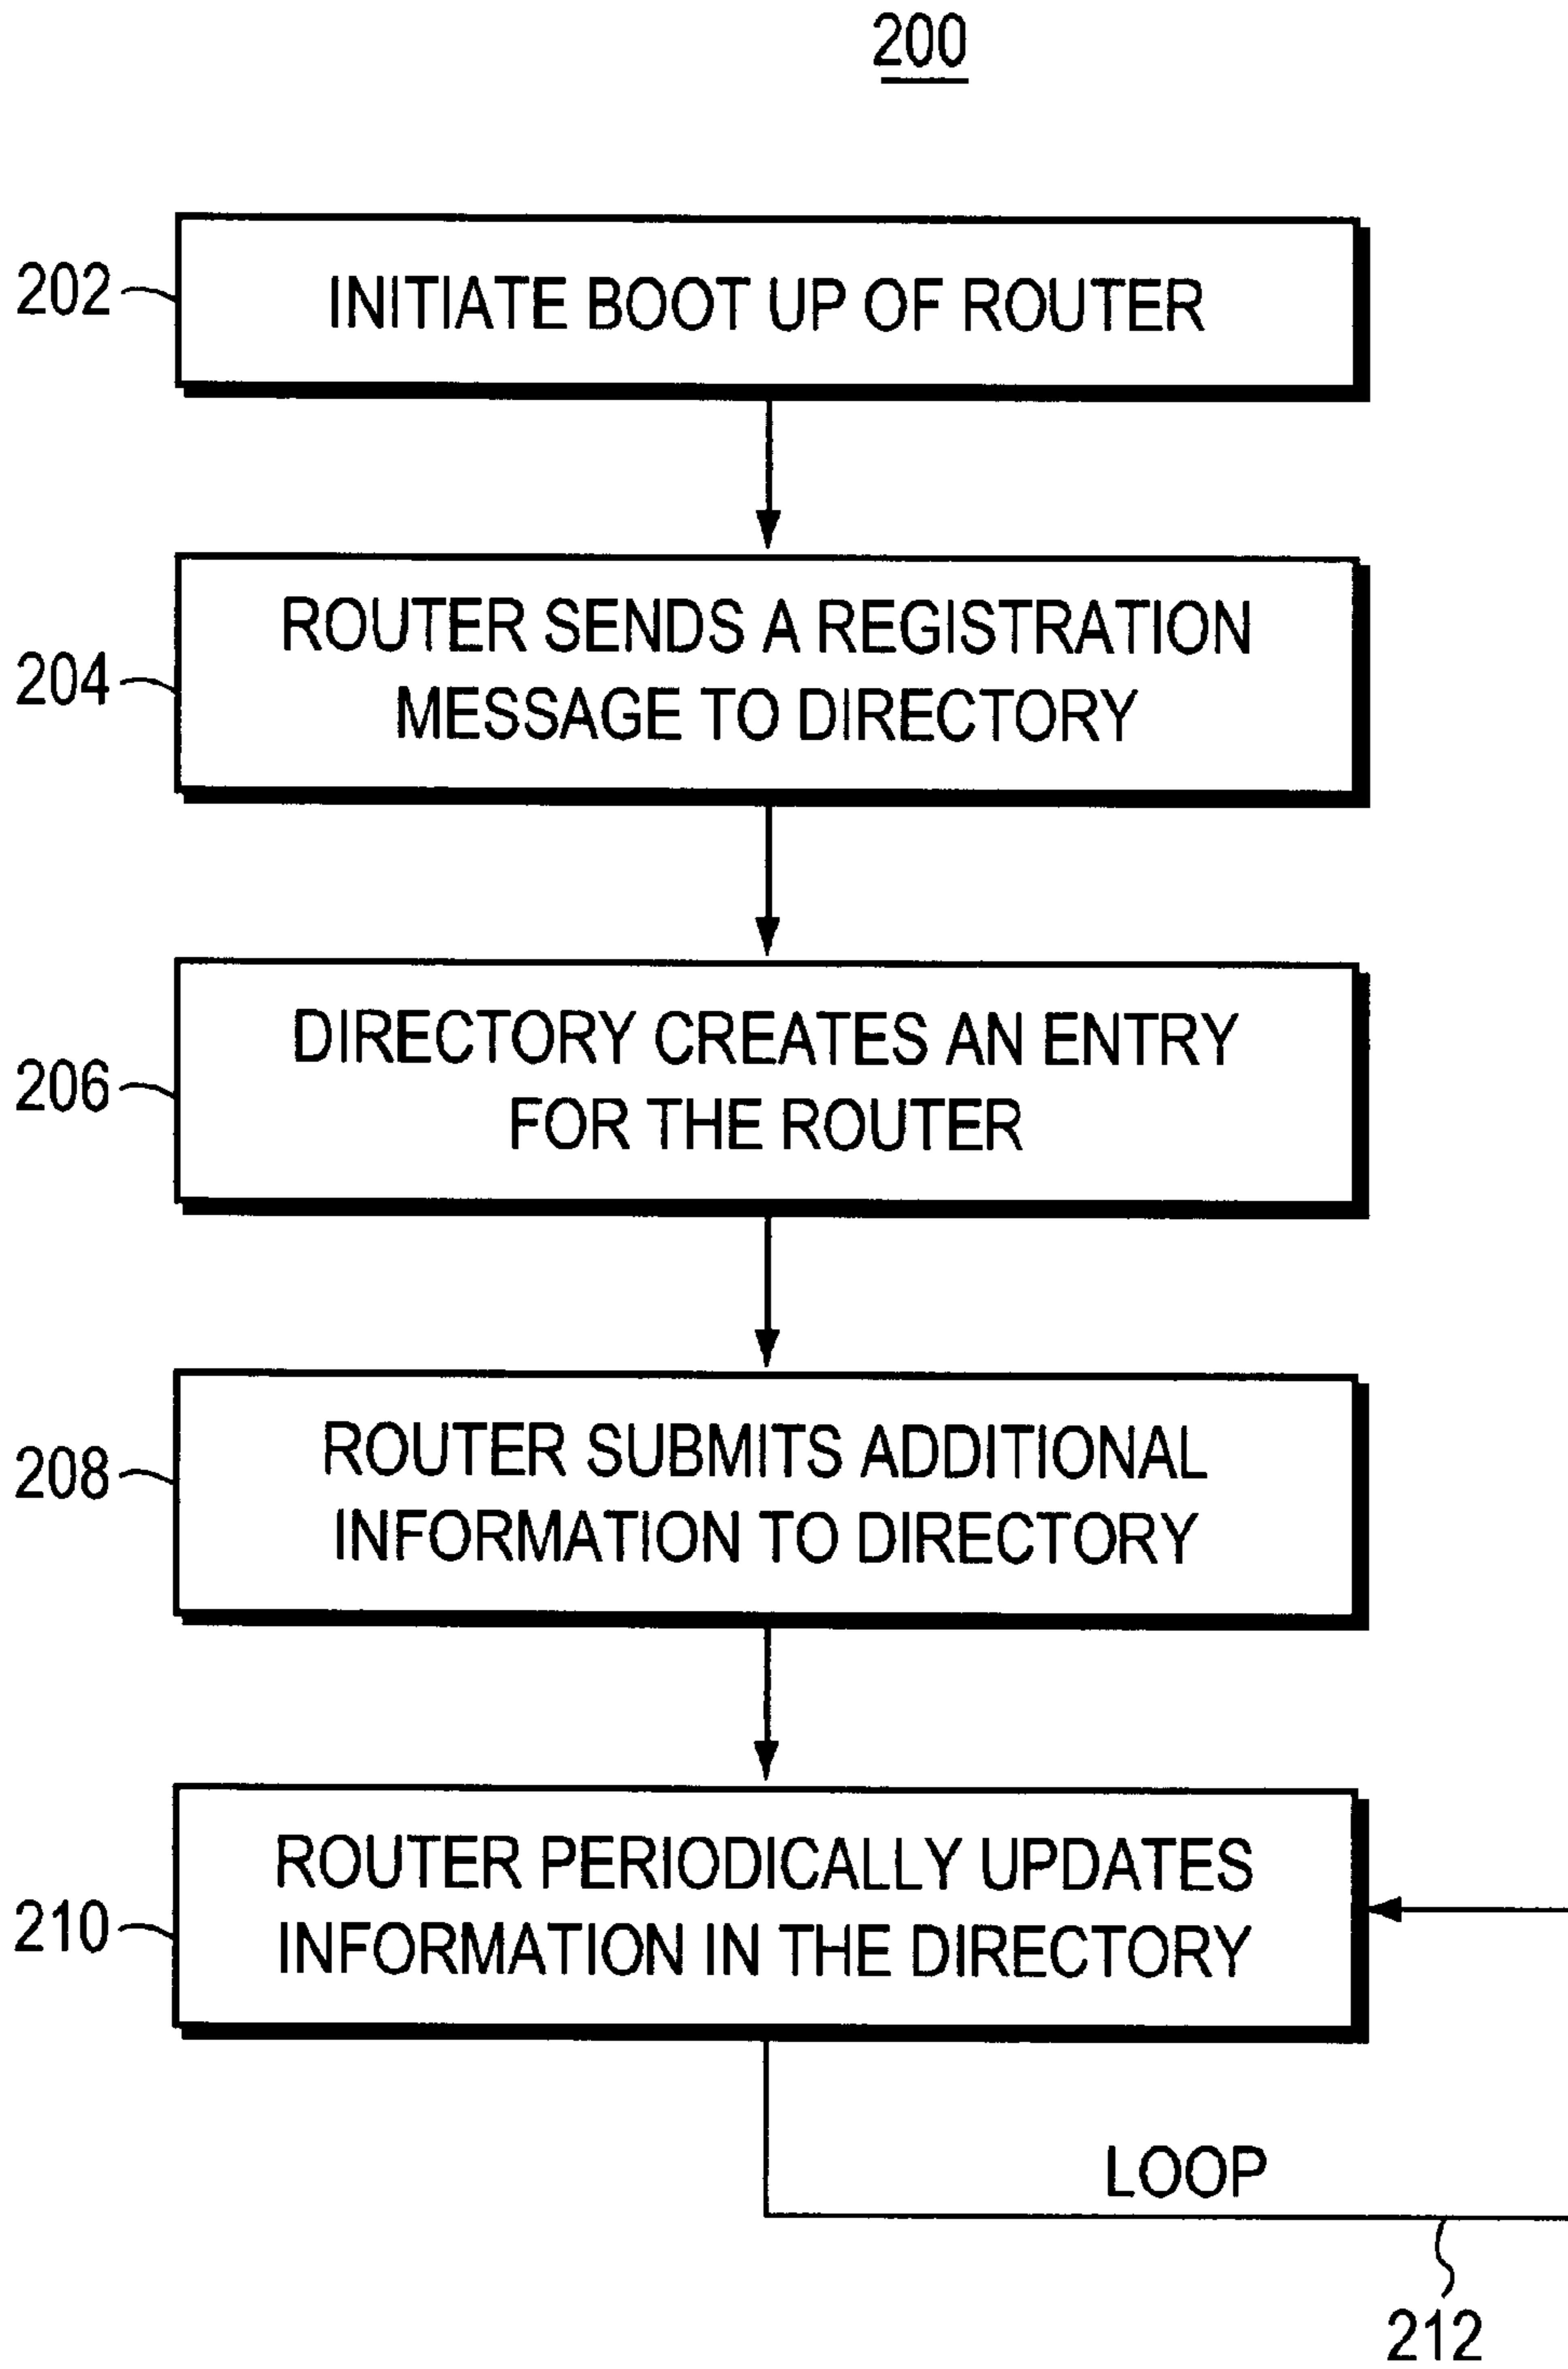 200
202
INITIATE BOOT UP OF ROUTER
204
ROUTER SENDS A REGISTRATION
MESSAGE TO DIRECTORY
206
DIRECTORY CREATES AN ENTRY
FOR THE ROUTER
208
ROUTER SUBMITS ADDITIONAL
INFORMATION TO DIRECTORY
210
ROUTER PERIODICALLY UPDATES
INFORMATION IN THE DIRECTORY
LOOP
212